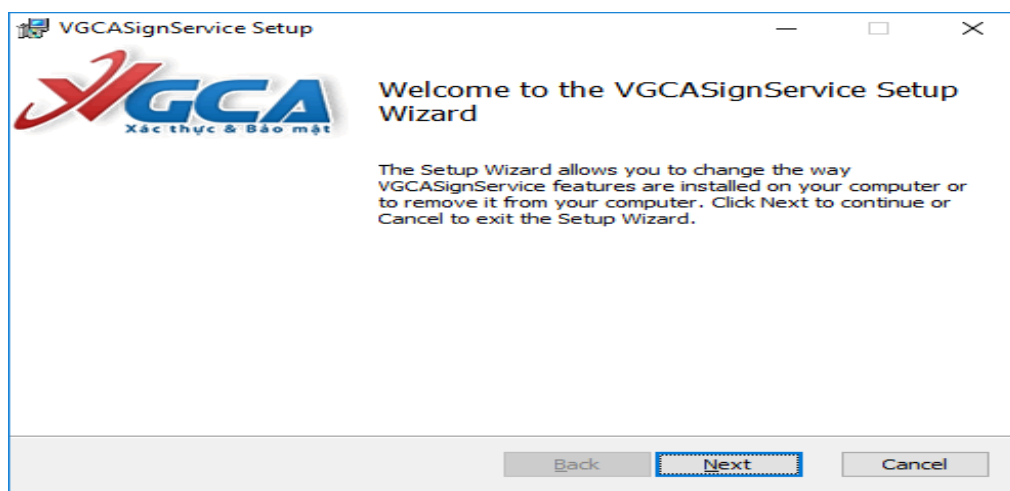 VGCASignService Setup
VGCA
Xác thực & Bảo mật
Welcome to the VGCASignService Setup
Wizard
The Setup Wizard allows you to change the way
VGCASignService features are installed on your computer or
to remove it from your computer. Click Next to continue or
Cancel to exit the Setup Wizard.
Back Next Cancel